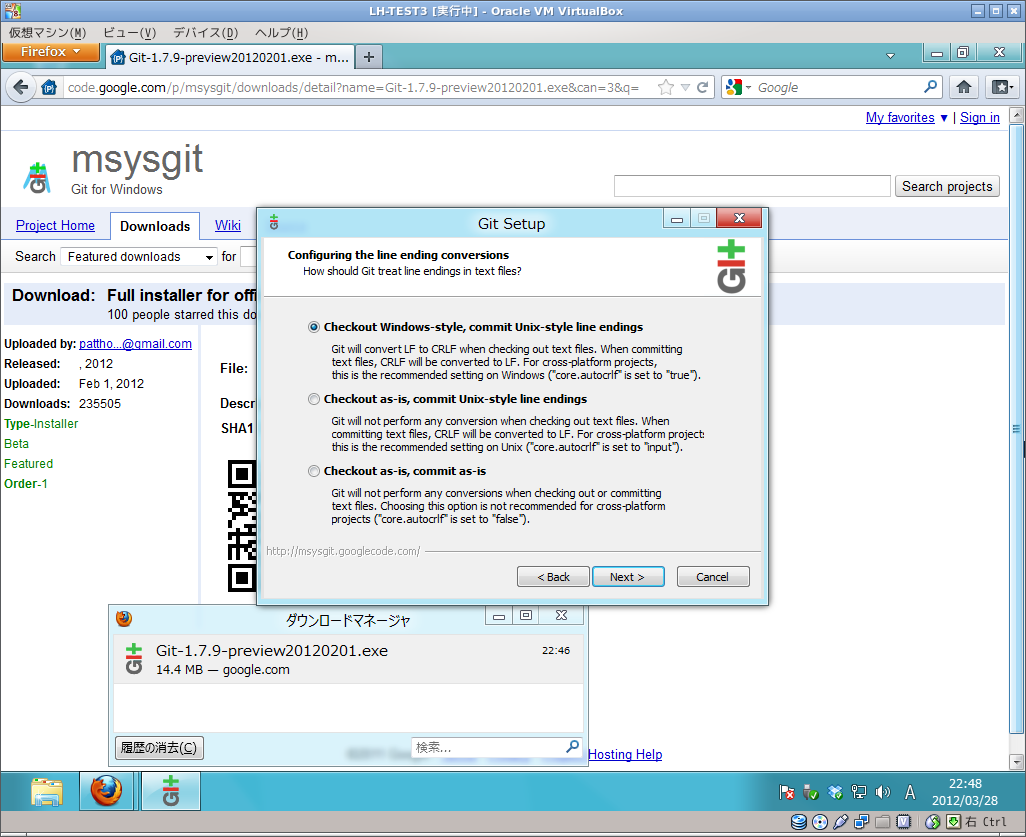 LH-TEST3 [実行中] - Oracle VM VirtualBox
仮想マシン(M) ビュー(V) デバイス(D) ヘルプ(H)
Firefox
Git-1.7.9-preview20120201.exe - m...
code.google.com/p/msysgit/downloads/detail?name=Git-1.7.9-preview20120201.exe&can=3&q=
Google
My favorites ▼ | Sign in
msysgit
Git for Windows
Search projects
Project Home Downloads Wiki
Search Featured downloads for
Download: Full installer for offi
100 people starred this do
Uploaded by: pattho...@gmail.com
Released: , 2012
Uploaded: Feb 1, 2012
Downloads: 235505
Type-Installer
Beta
Featured
Order-1
File:
Descr
SHA1
Git Setup
Configuring the line ending conversions
How should Git treat line endings in text files?
Git
Checkout Windows-style, commit Unix-style line endings
Git will convert LF to CRLF when checking out text files. When committing
text files, CRLF will be converted to LF. For cross-platform projects,
this is the recommended setting on Windows ("core.autocrlf" is set to "true").
Checkout as-is, commit Unix-style line endings
Git will not perform any conversion when checking out text files. When
committing text files, CRLF will be converted to LF. For cross-platform projects
this is the recommended setting on Unix ("core.autocrlf" is set to "input").
Checkout as-is, commit as-is
Git will not perform any conversions when checking out or committing
text files. Choosing this option is not recommended for cross-platform
projects ("core.autocrlf" is set to "false").
http://msysgit.googlecode.com/
< Back Next > Cancel
ダウンロードマネージャ
Git-1.7.9-preview20120201.exe 22:46
14.4 MB — google.com
履歴の消去(C) 検索...
Hosting Help
A 22:48
2012/03/28
右 Ctrl